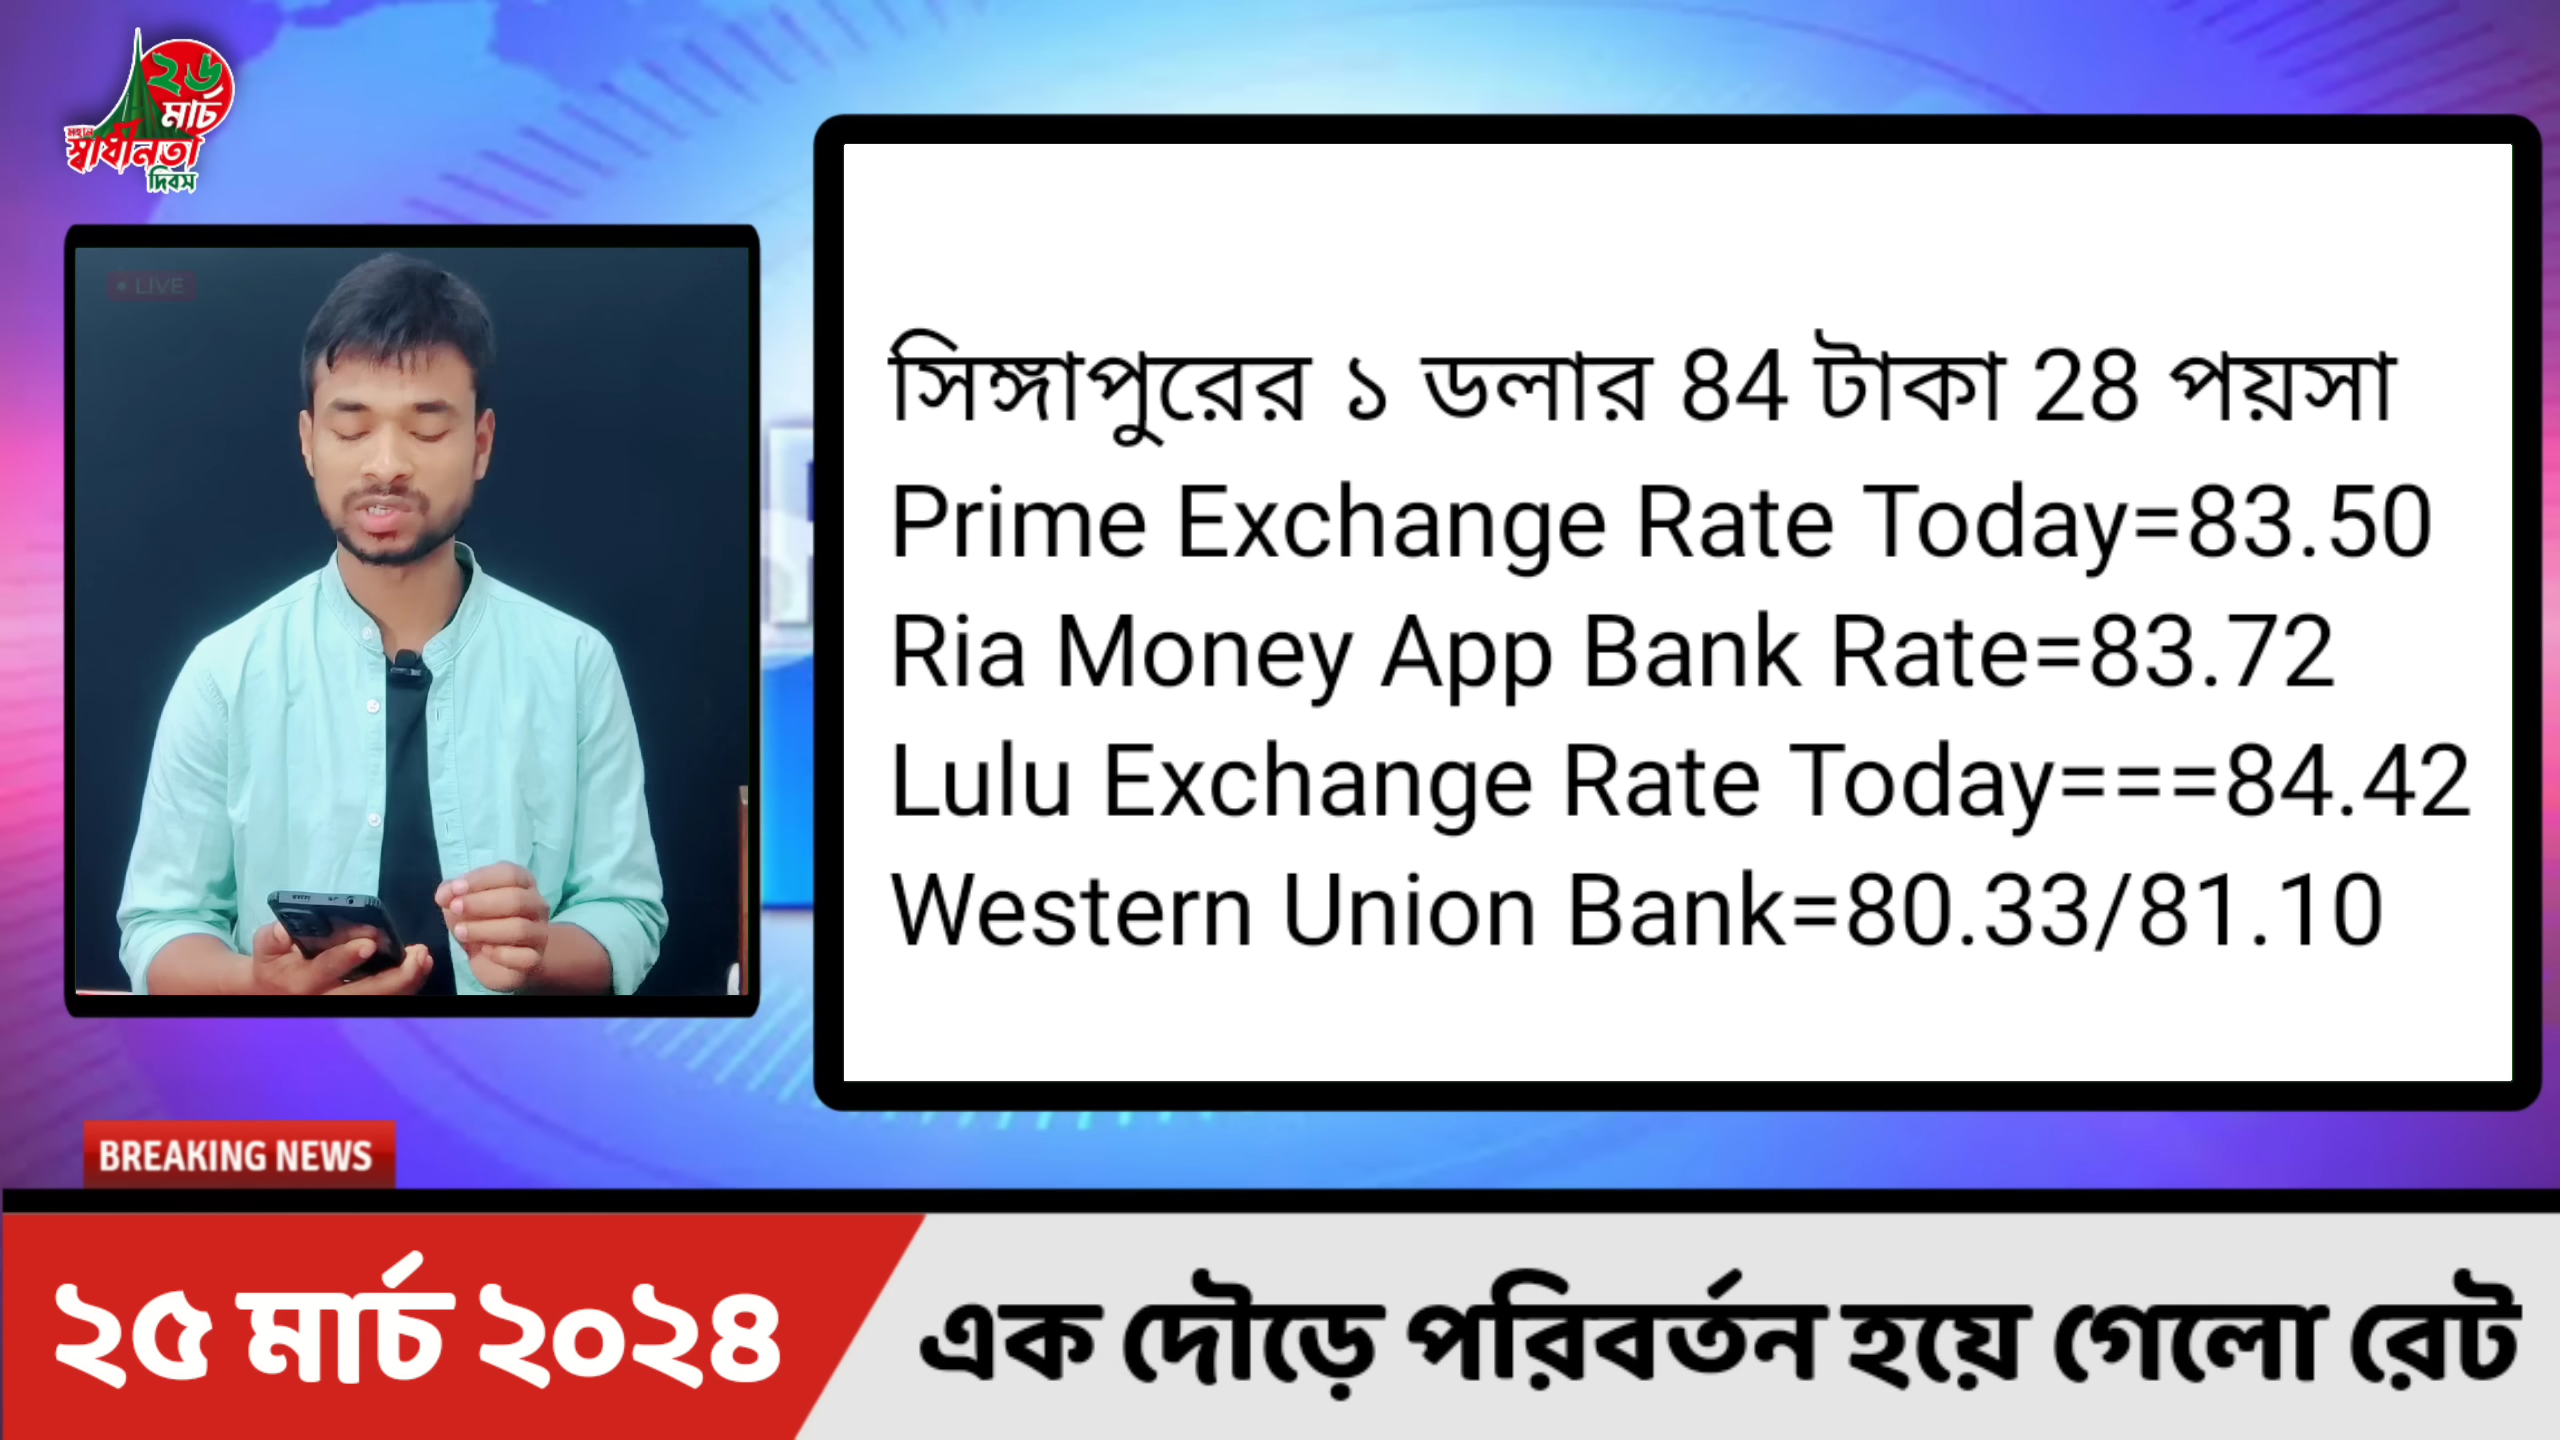 ২৬
মার্চ
মহান
স্বাধীনতা
দিবস
• LIVE
সিঙ্গাপুরের ১ ডলার 84 টাকা 28 পয়সা
Prime Exchange Rate Today=83.50
Ria Money App Bank Rate=83.72
Lulu Exchange Rate Today===84.42
Western Union Bank=80.33/81.10
BREAKING NEWS
২৫ মার্চ ২০২৪
এক দৌড়ে পরিবর্তন হয়ে গেলো রেট